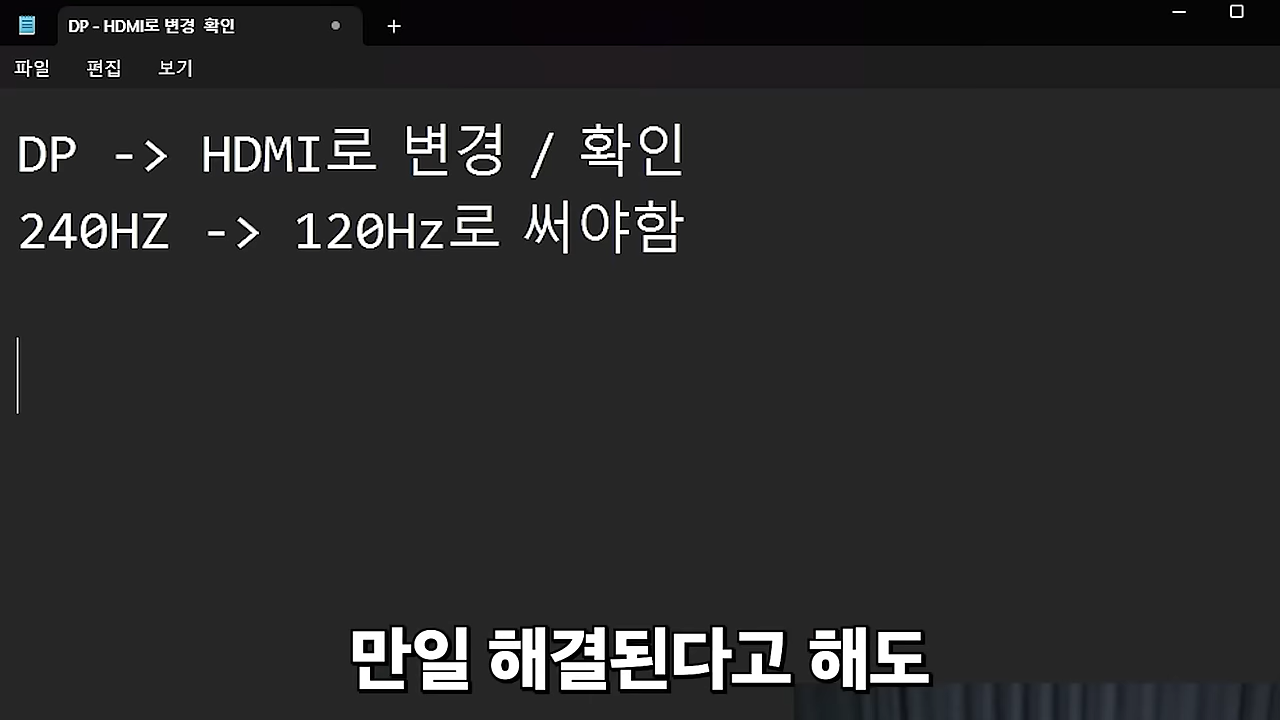 DP - HDMI로 변경 확인
파일 편집 보기
DP -> HDMI로 변경 / 확인
240HZ -> 120Hz로 써야함
만일 해결된다고 해도